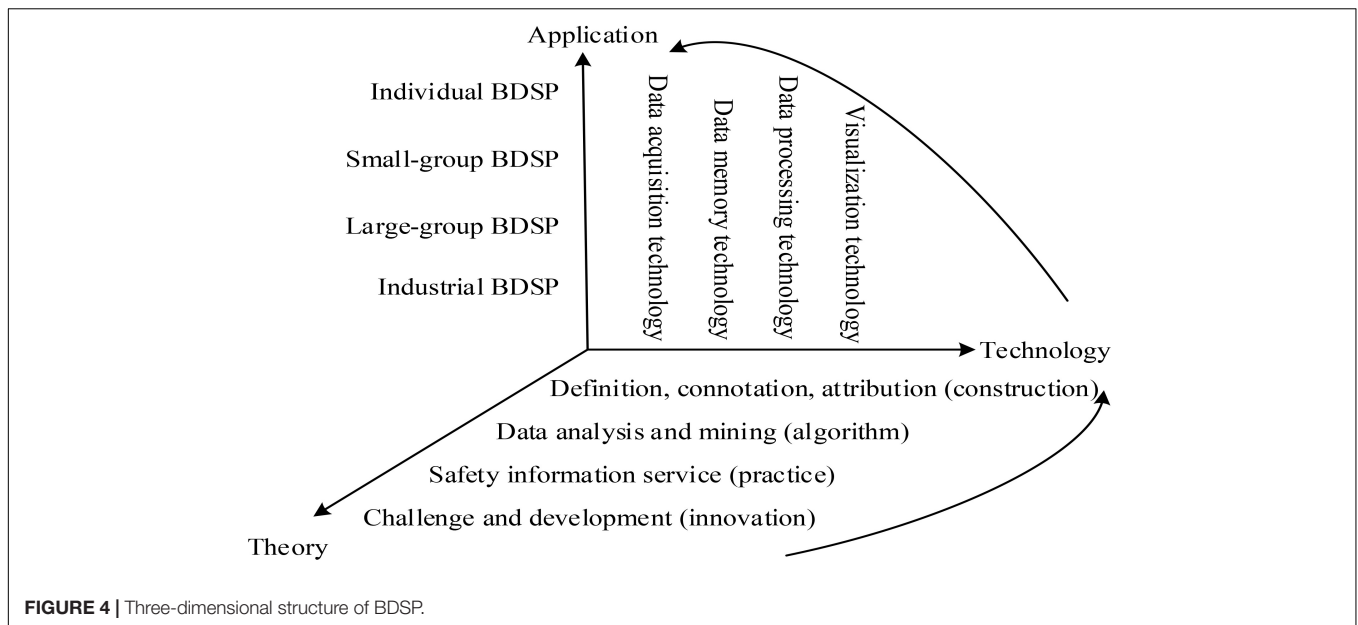 Application
Individual BDSP
Small-group BDSP
Large-group BDSP
Industrial BDSP
Data acquisition technology
Data memory technology
Data processing technology
Visualization technology
Technology
Definition, connotation, attribution (construction)
Data analysis and mining (algorithm)
Safety information service (practice)
Challenge and development (innovation)
Theory
FIGURE 4 | Three-dimensional structure of BDSP.